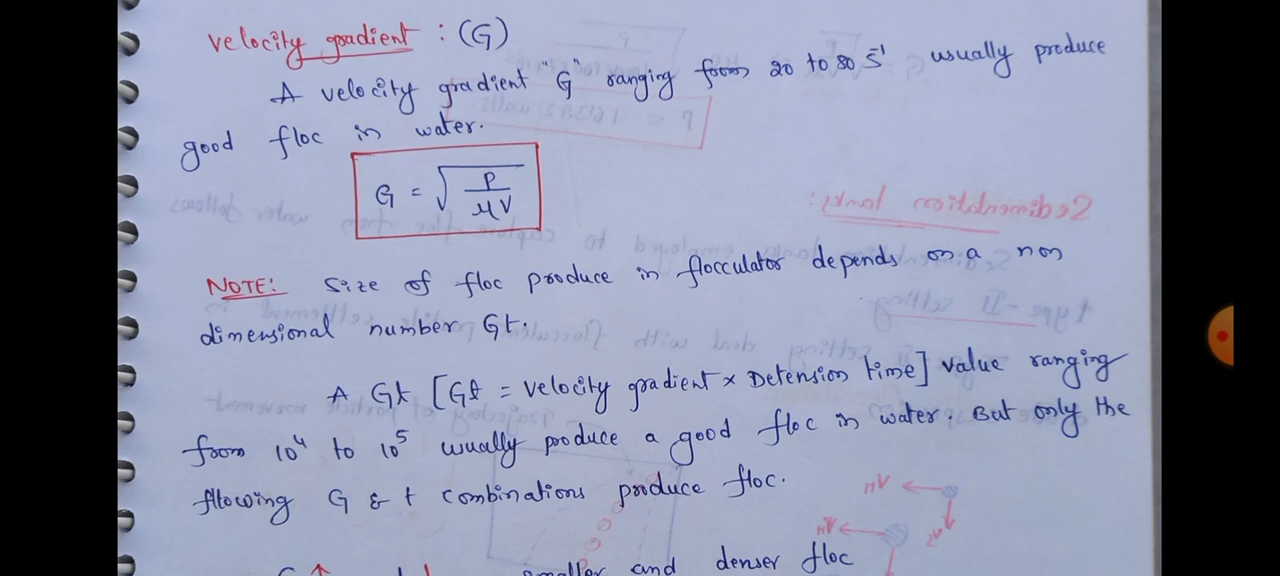 velocity gradient : (G)
A velocity gradient "G" ranging from 20 to 80 s⁻¹ usually produce
good floc in water.
G = √(P/μV)
NOTE: Size of floc produce in flocculator depends on a non
dimensional number Gt.
A Gt [Gt = velocity gradient × Detension time] value ranging
from 10⁴ to 10⁵ usually produce a good floc in water. But only the
flowing G & t combinations produce floc.
G ↑ smaller and denser floc